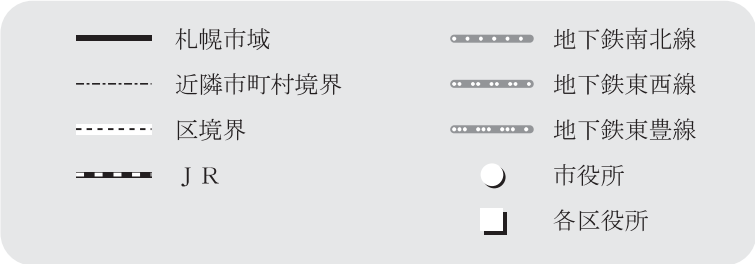 札幌市域
近隣市町村境界
区境界
ＪＲ
地下鉄南北線
地下鉄東西線
地下鉄東豊線
市役所
各区役所